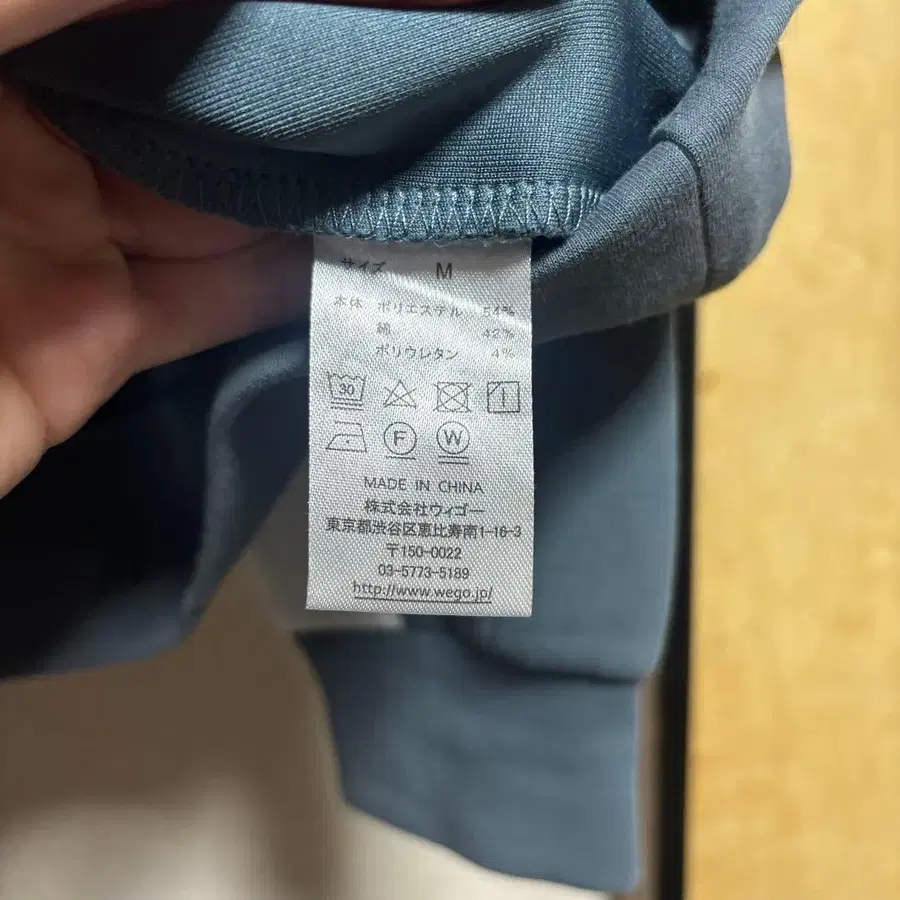 サイズ M
本体 ポリエステル 54%
綿 42%
ポリウレタン 4%
30
F W
MADE IN CHINA
株式会社ウィゴー
東京都渋谷区恵比寿南1-16-3
〒150-0022
03-5773-5189
http://www.wego.jp/